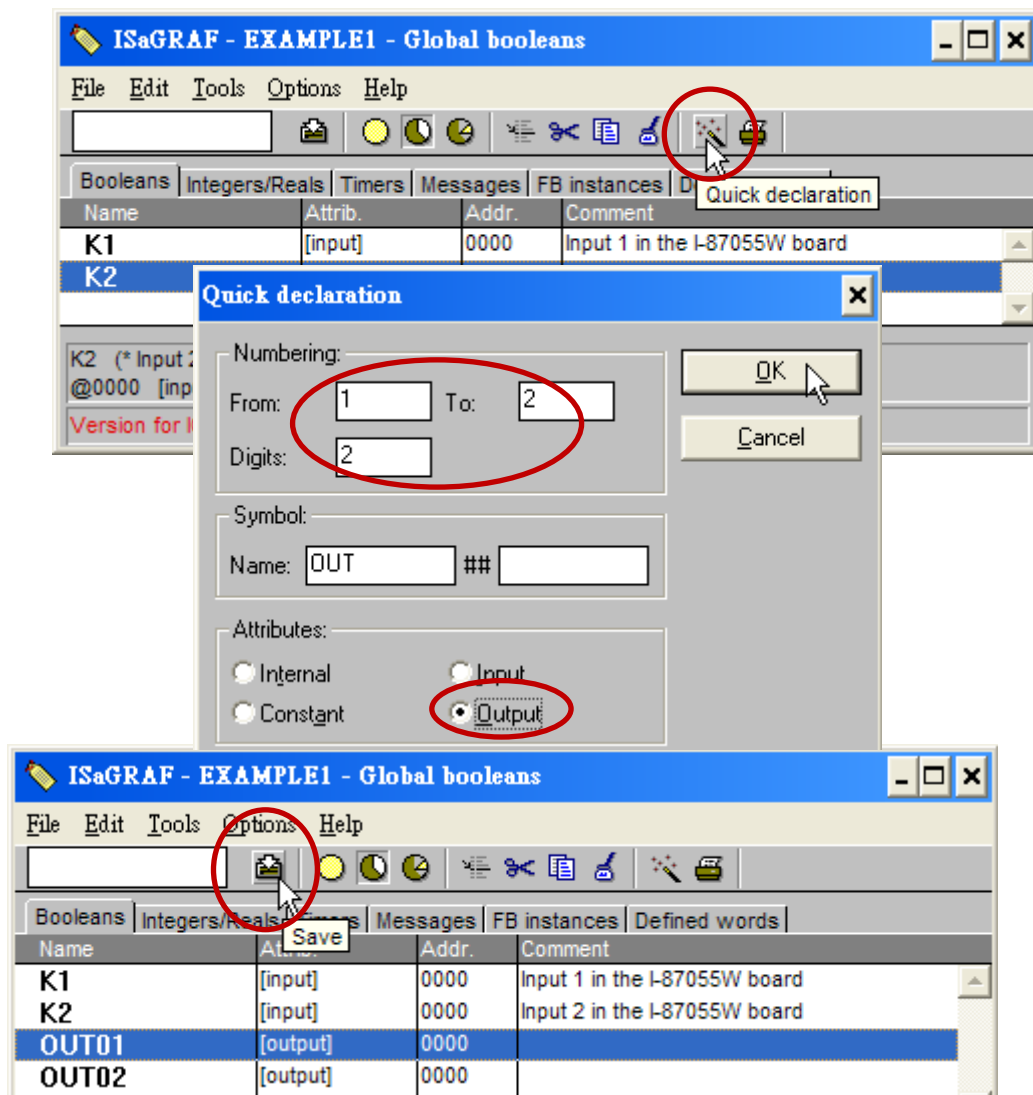 ISaGRAF - EXAMPLE1 - Global booleans
File Edit Tools Options Help
Booleans Integers/Reals Timers Messages FB instances
Quick declaration
Name Attrib. Addr. Comment
K1 [input] 0000 Input 1 in the I-87055W board
K2
Quick declaration
K2 (* Input 2
@0000 [inp
Version for
Numbering:
From: 1 To: 2
Digits: 2
OK
Cancel
Symbol:
Name: OUT ##
Attributes:
Internal Input
Constant Output
ISaGRAF - EXAMPLE1 - Global booleans
File Edit Tools Options Help
Booleans Integers/Reals Timers Messages FB instances Defined words
Save
Name Attrib. Addr. Comment
K1 [input] 0000 Input 1 in the I-87055W board
K2 [input] 0000 Input 2 in the I-87055W board
OUT01 [output] 0000
OUT02 [output] 0000